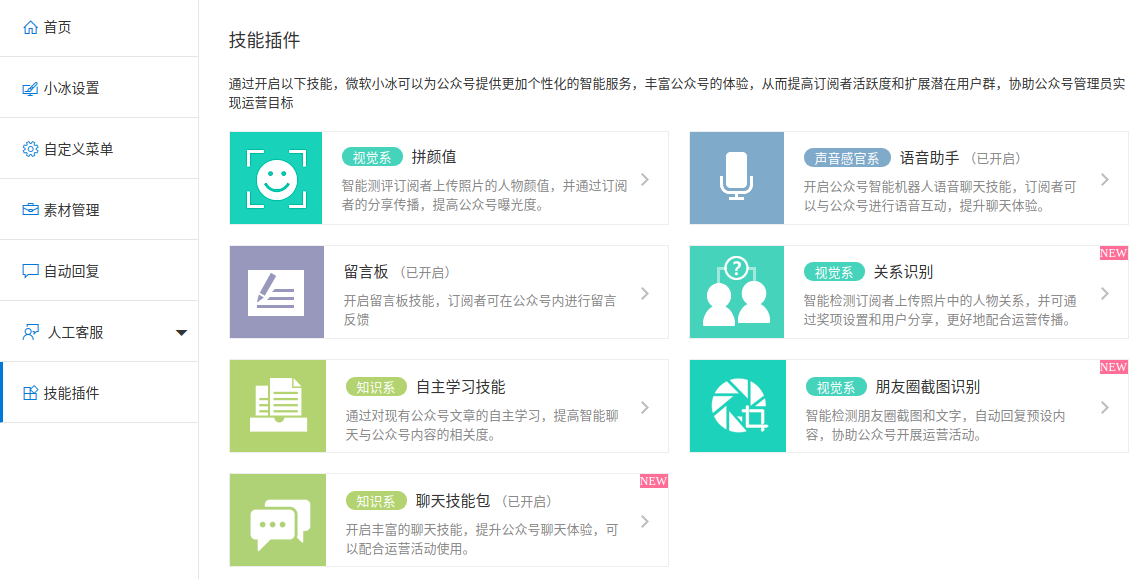 首页
小冰设置
自定义菜单
素材管理
自动回复
人工客服
技能插件
技能插件
通过开启以下技能，微软小冰可以为公众号提供更加个性化的智能服务，丰富公众号的体验，从而提高订阅者活跃度和扩展潜在用户群，协助公众号管理员实
现运营目标
视觉系 拼颜值
智能测评订阅者上传照片的人物颜值，并通过订阅
者的分享传播，提高公众号曝光度。
声音感官系 语音助手 （已开启）
开启公众号智能机器人语音聊天技能，订阅者可
以与公众号进行语音互动，提升聊天体验。
留言板 （已开启）
开启留言板技能，订阅者可在公众号内进行留言
反馈
NEW
?
视觉系 关系识别
智能检测订阅者上传照片中的人物关系，并可通
过奖项设置和用户分享，更好地配合运营传播。
知识系 自主学习技能
通过对现有公众号文章的自主学习，提高智能聊
天与公众号内容的相关度。
NEW
视觉系 朋友圈截图识别
智能检测朋友圈截图和文字，自动回复预设内
容，协助公众号开展运营活动。
NEW
知识系 聊天技能包 （已开启）
开启丰富的聊天技能，提升公众号聊天体验，可
以配合运营活动使用。